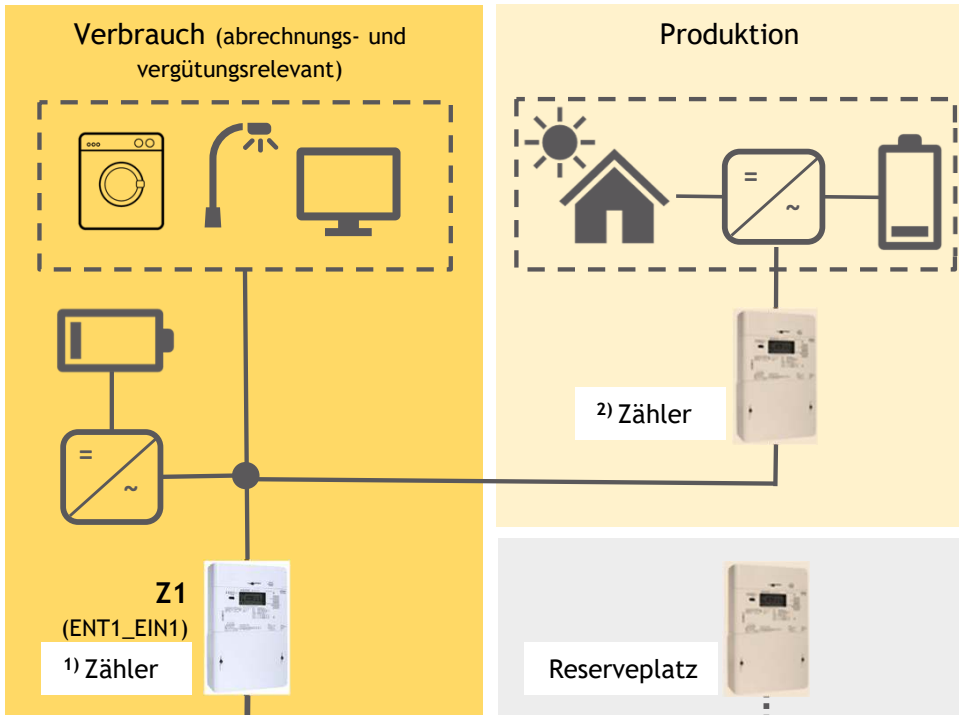 Verbrauch (abrechnungs- und
vergütungsrelevant)
Produktion
=
~
2) Zähler
=
~
Z1
(ENT1_EIN1)
1) Zähler
Reserveplatz